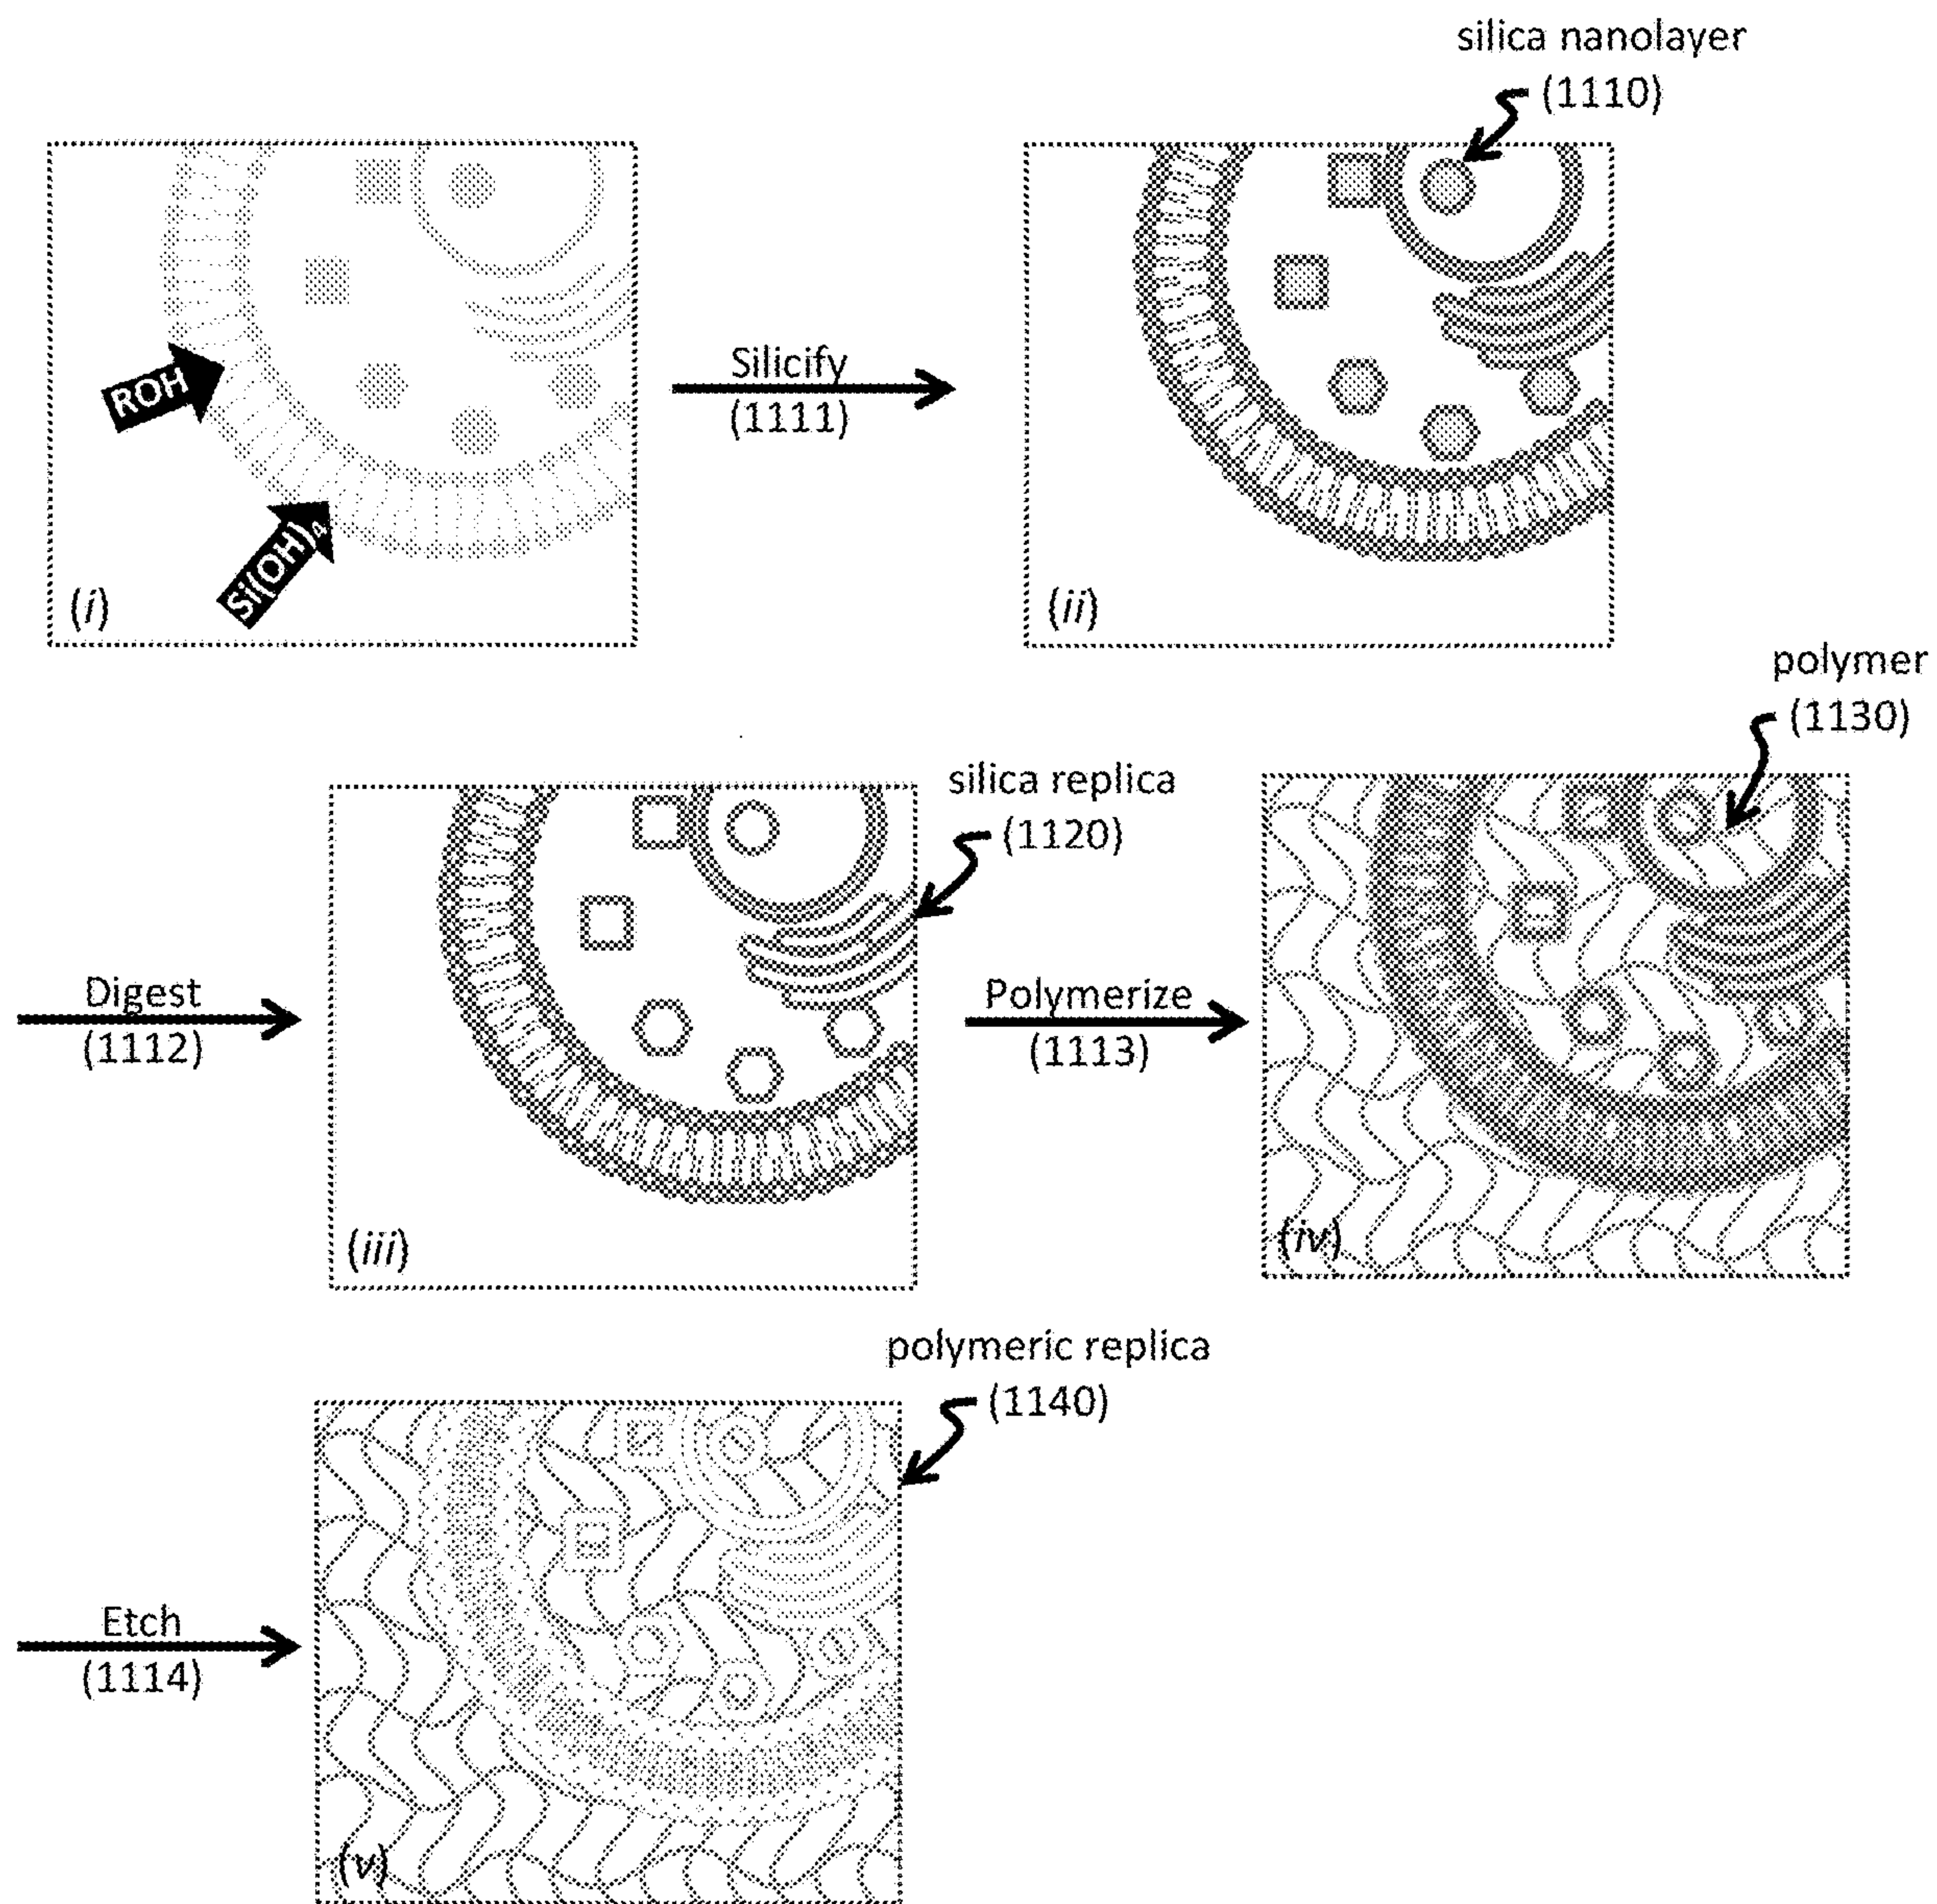 silica nanolayer
(1110)
ROH
Si(OH)4
(i)
Silicify
(1111)
(ii)
polymer
(1130)
silica replica
(1120)
Digest
(1112)
(iii)
Polymerize
(1113)
(iv)
polymeric replica
(1140)
Etch
(1114)
(v)